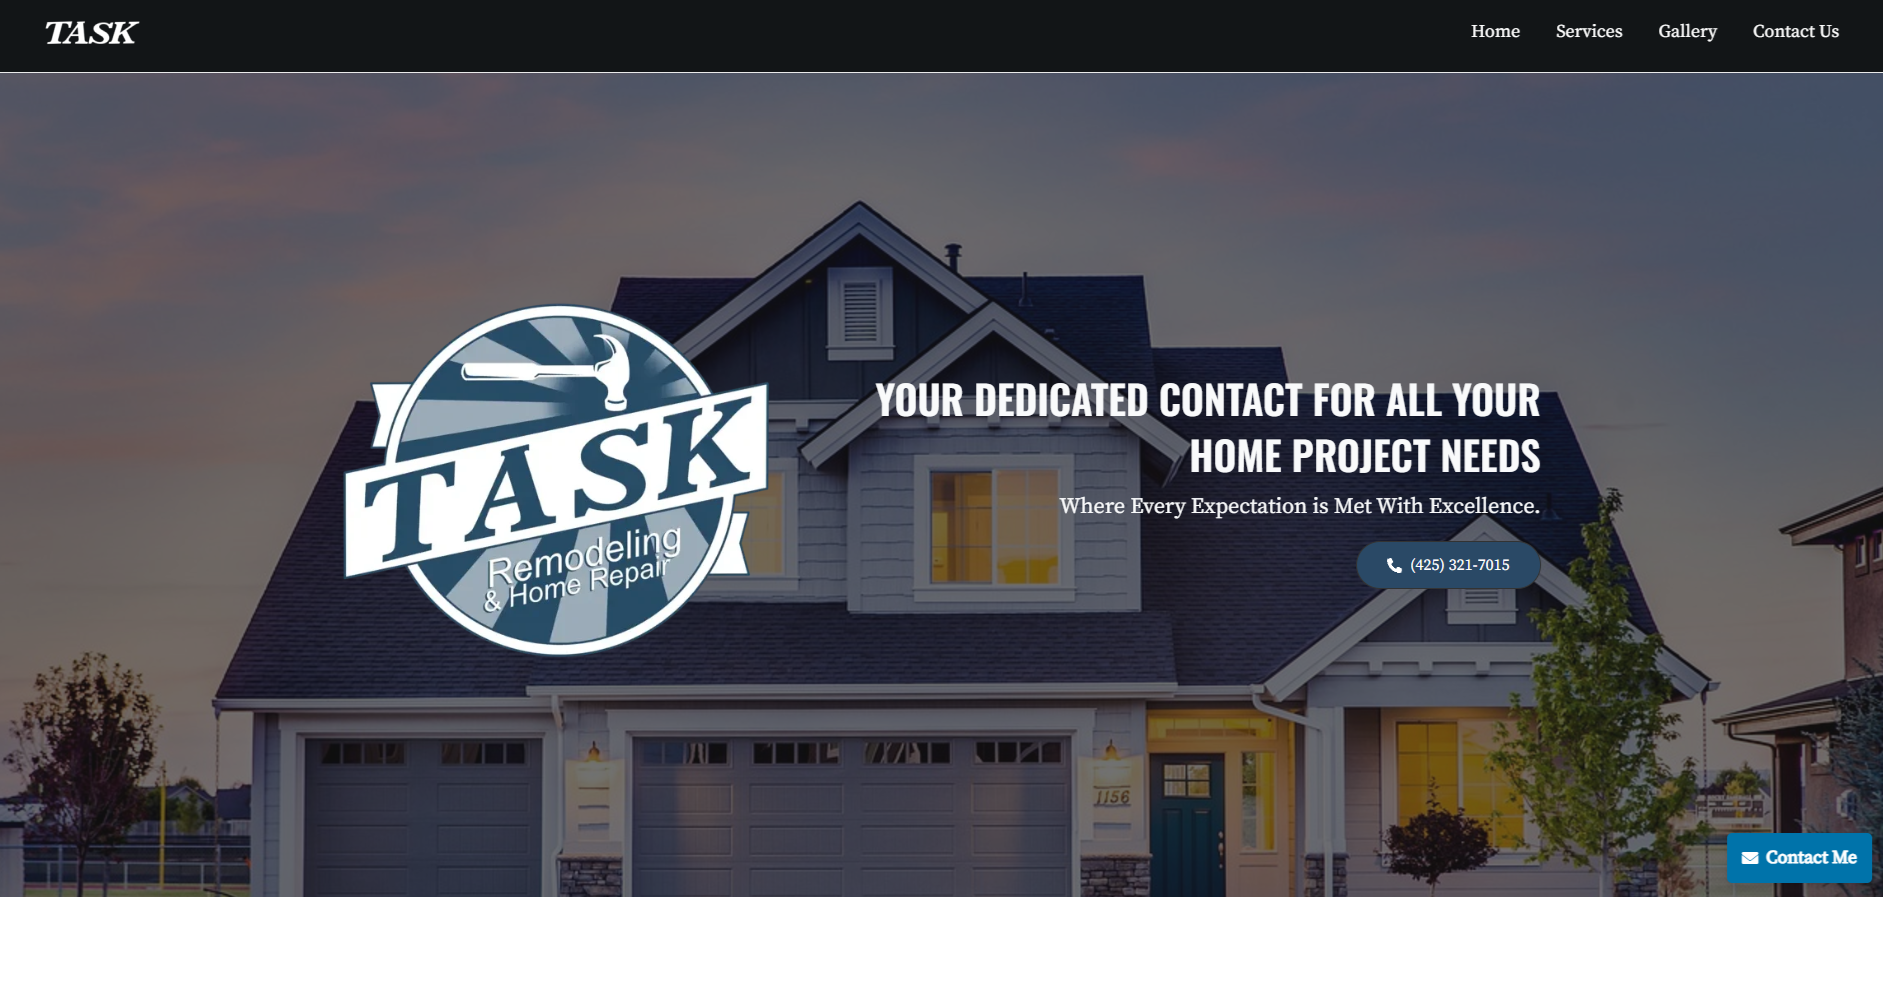 TASK
Home
Services
Gallery
Contact Us
TASK
Remodeling
& Home Repair
YOUR DEDICATED CONTACT FOR ALL YOUR
HOME PROJECT NEEDS
Where Every Expectation is Met With Excellence.
(425) 321-7015
1156
Contact Me